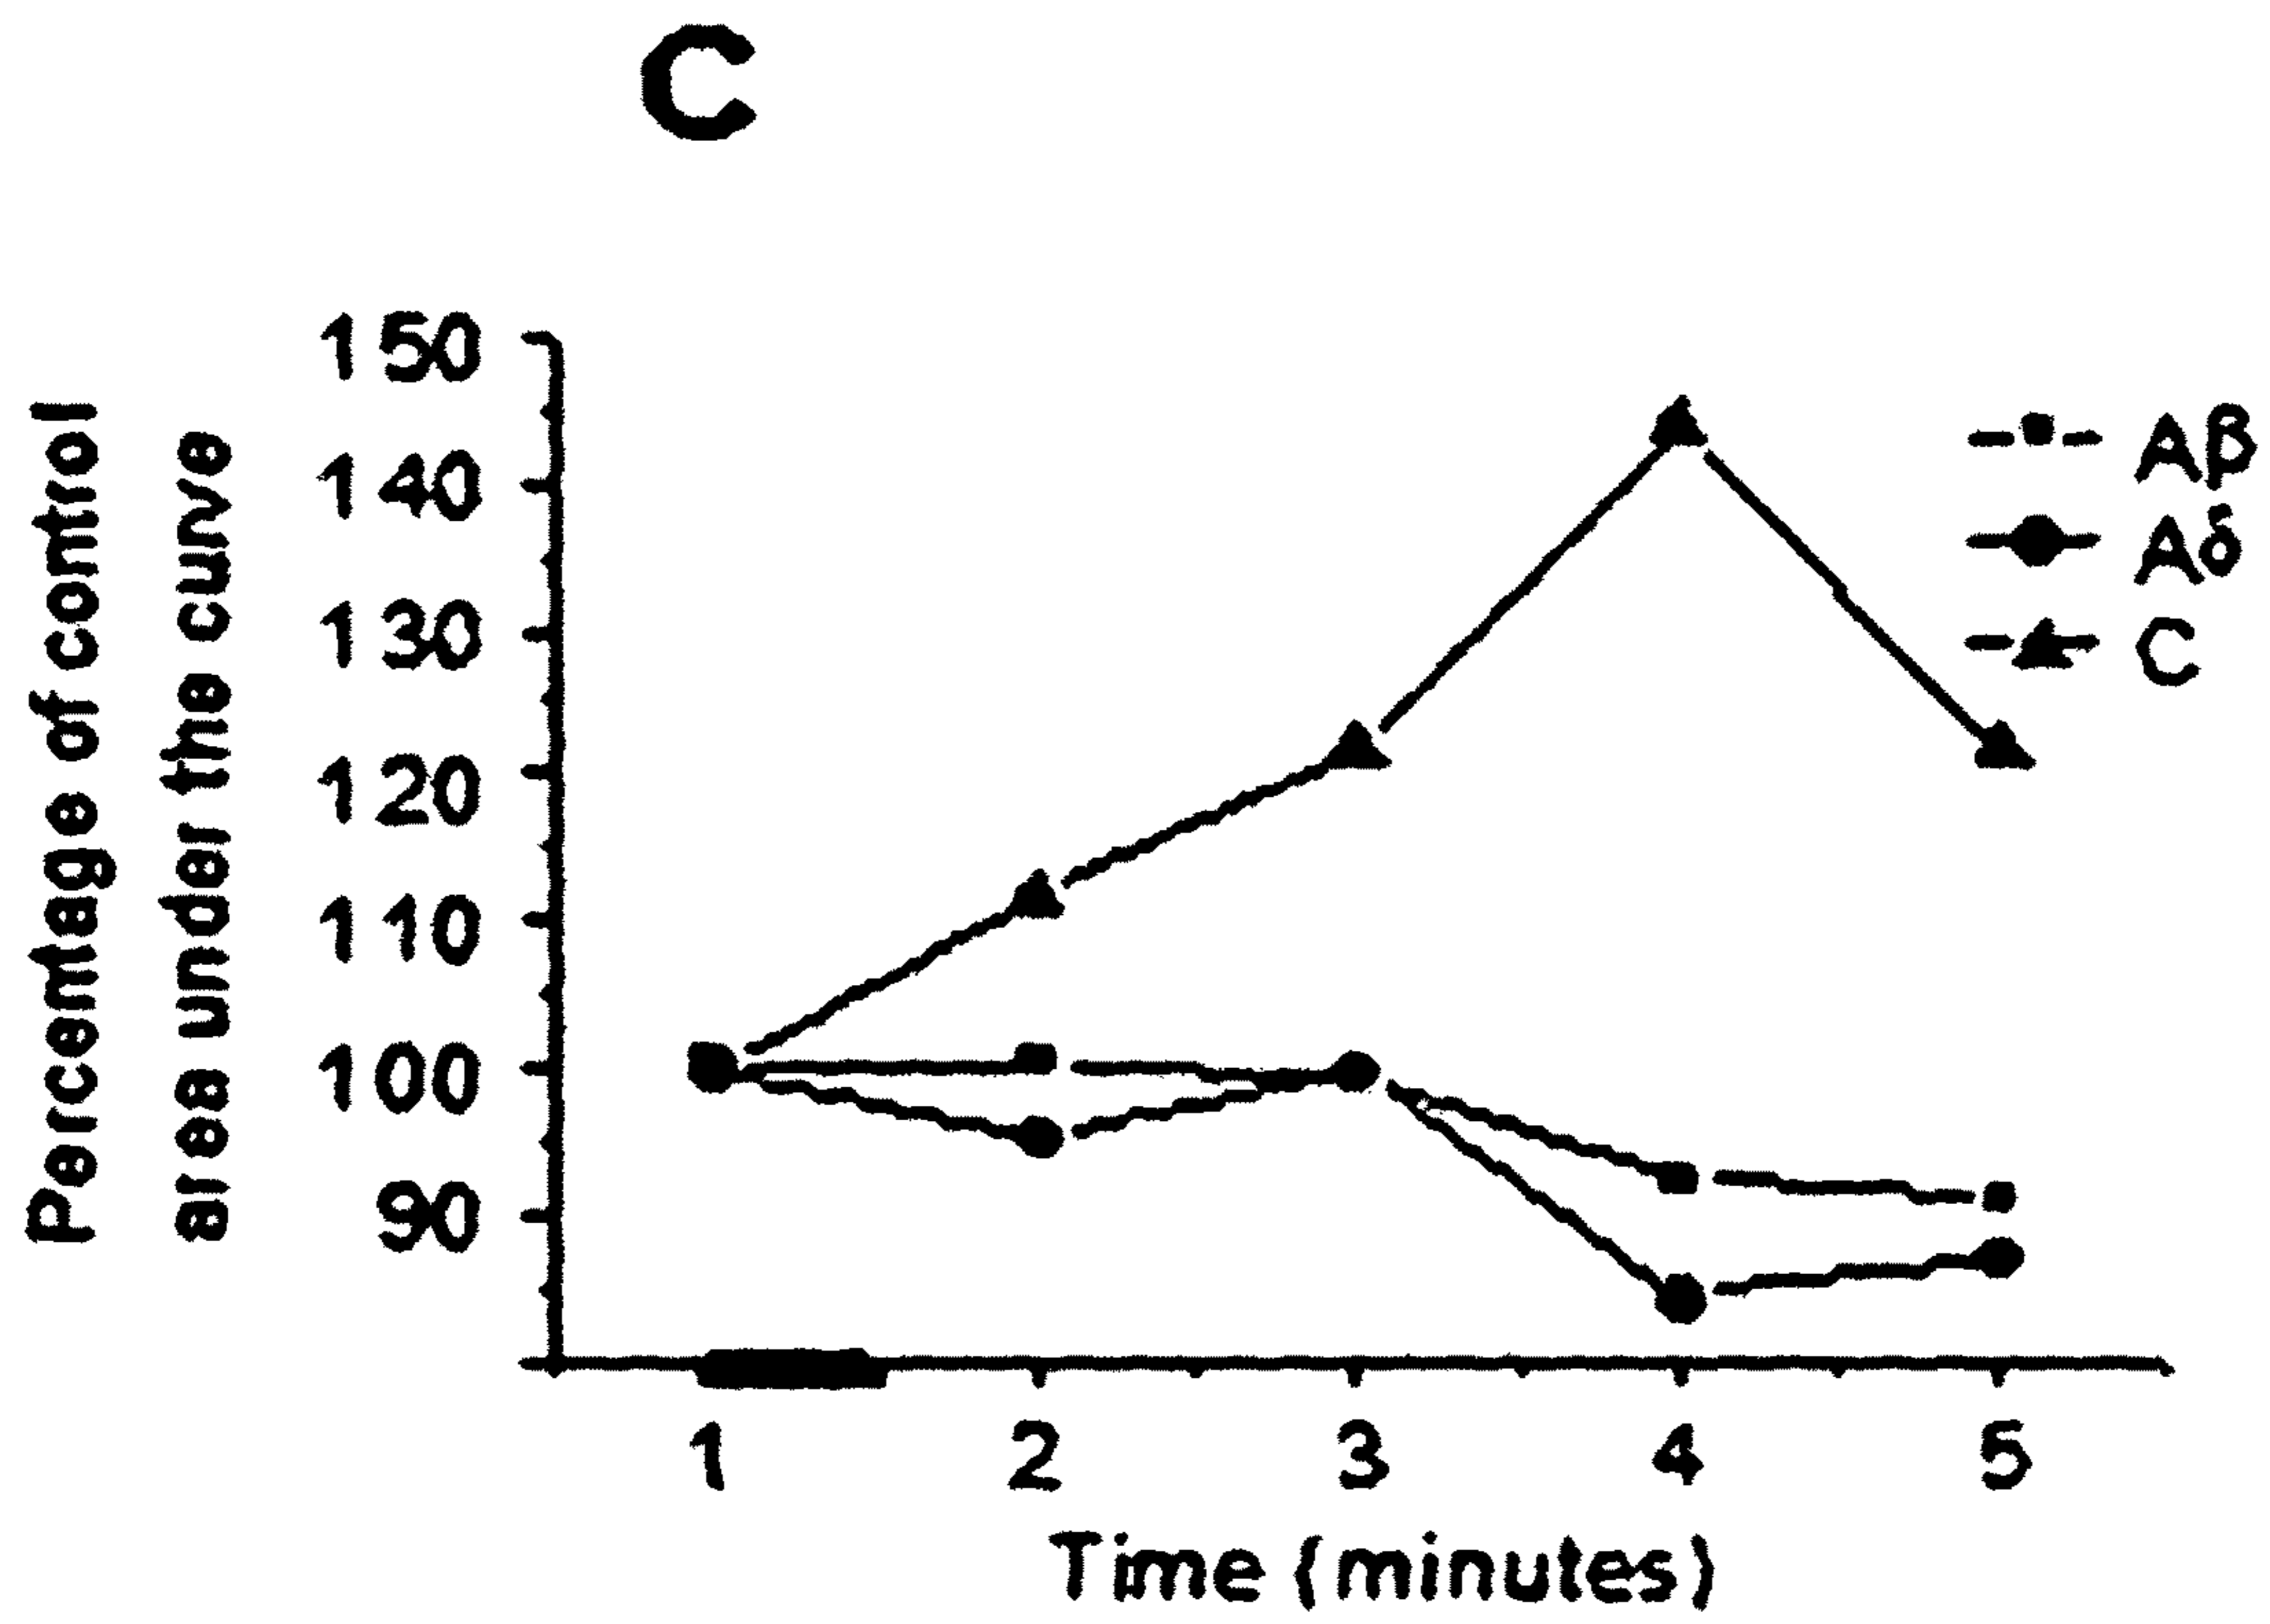 C
Percentage of control
area under the curve
150
140
130
120
110
100
90
Aβ
Aδ
C
1 2 3 4 5
Time (minutes)